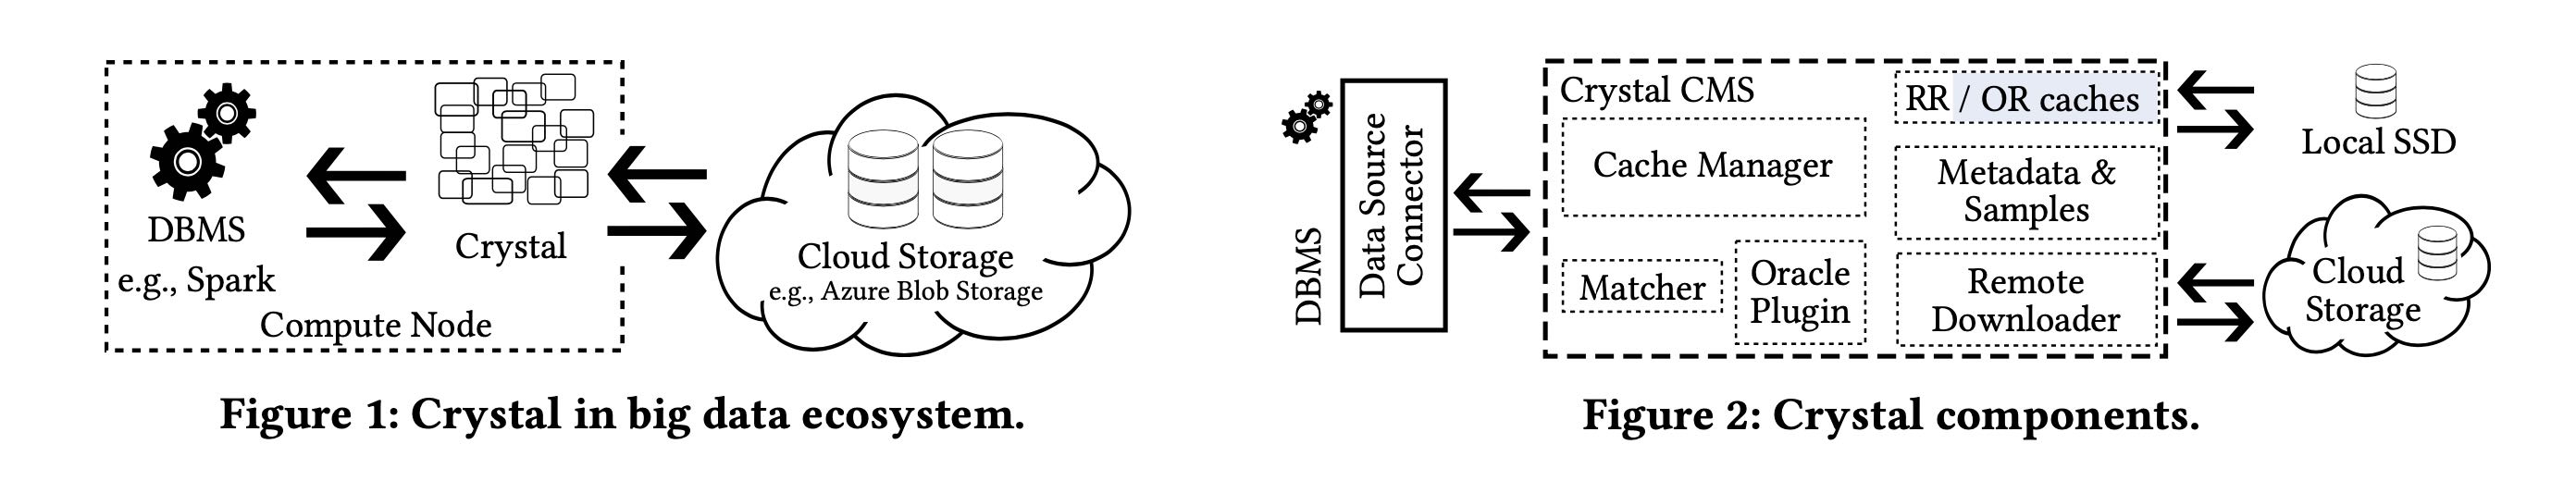 DBMS
e.g., Spark
Crystal
Compute Node
Cloud Storage
e.g., Azure Blob Storage
Figure 1: Crystal in big data ecosystem.
DBMS
Data Source
Connector
Crystal CMS
Cache Manager
Matcher
Oracle
Plugin
RR / OR caches
Metadata &
Samples
Remote
Downloader
Local SSD
Cloud
Storage
Figure 2: Crystal components.